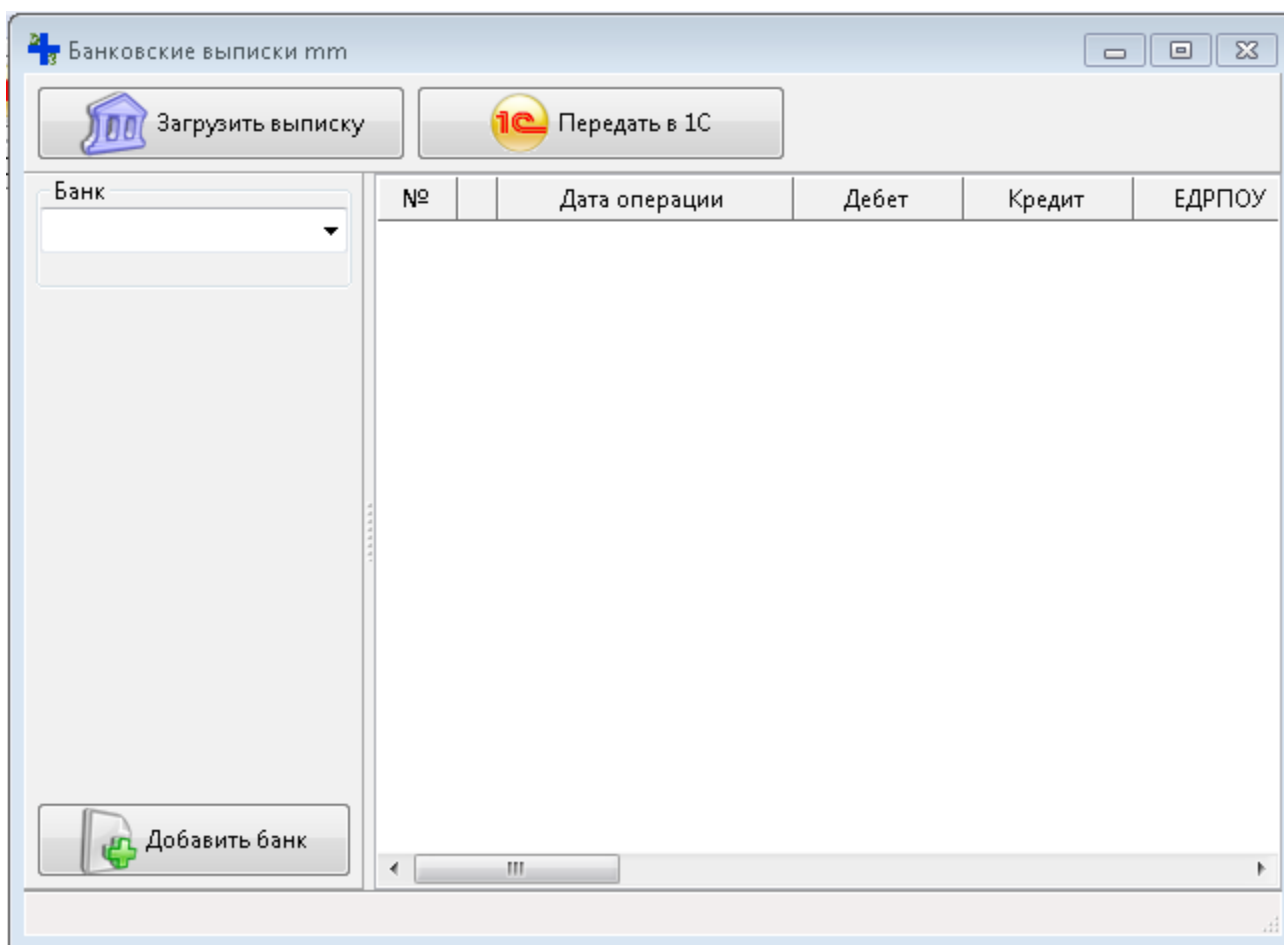 Банковские выписки mm
Загрузить выписку
1С Передать в 1С
Банк
№ Дата операции Дебет Кредит ЕДРПОУ
Добавить банк